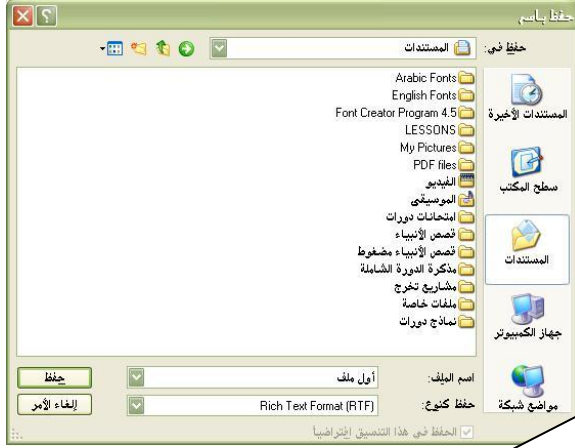 حفظ باسم
حفظ في: المستندات
المستندات الأخيرة
سطح المكتب
المستندات
جهاز الكمبيوتر
مواضع شبكة
Arabic Fonts
English Fonts
Font Creator Program 4.5
LESSONS
My Pictures
PDF files
الفيديو
الموسيقى
امتحانات دورات
قصص الأنبياء
قصص الأنبياء مضغوط
مذكرة الدورة الشاملة
مشاريع تخرج
ملفات خاصة
نماذج دورات
اسم الملف: أول ملف حفظ
حفظ كنوع: Rich Text Format (RTF) إلغاء الأمر
الحفظ في هذا التنسيق افتراضياً